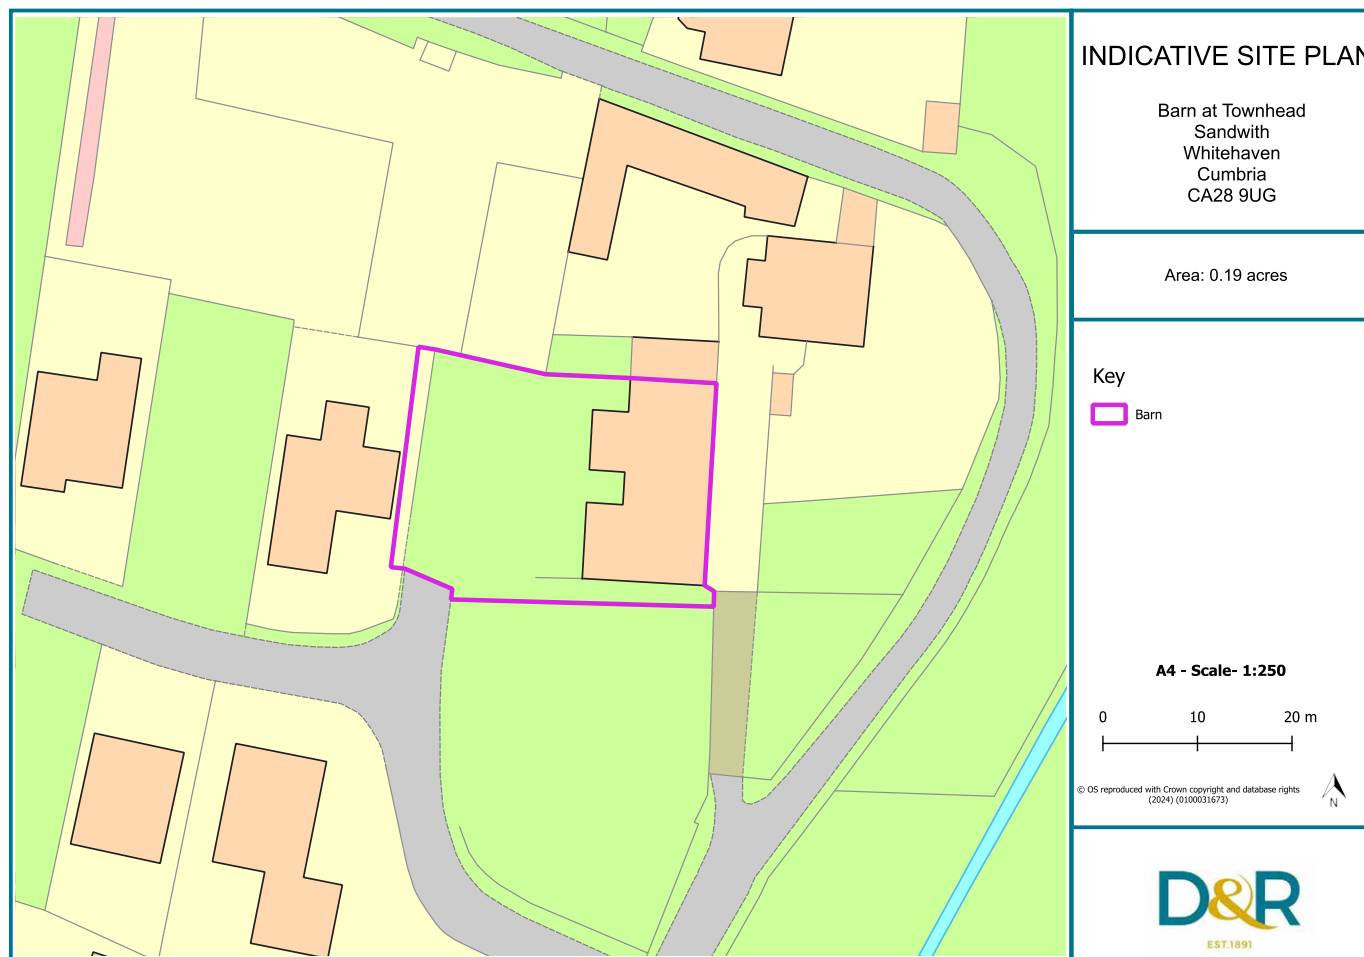 INDICATIVE SITE PLAN
Barn at Townhead
Sandwith
Whitehaven
Cumbria
CA28 9UG
Area: 0.19 acres
Key
Barn
A4 - Scale- 1:250
0 10 20 m
© OS reproduced with Crown copyright and database rights
(2024) (0100031673)
N
D&R
EST.1891